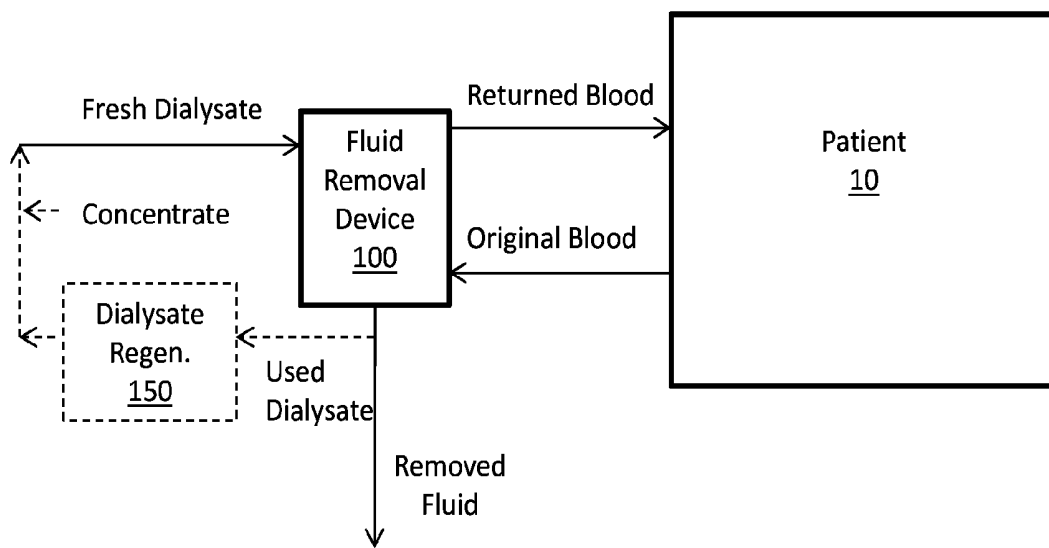 Fresh Dialysate
Concentrate
Dialysate
Regen.
150
Used
Dialysate
Fluid
Removal
Device
100
Removed
Fluid
Returned Blood
Original Blood
Patient
10